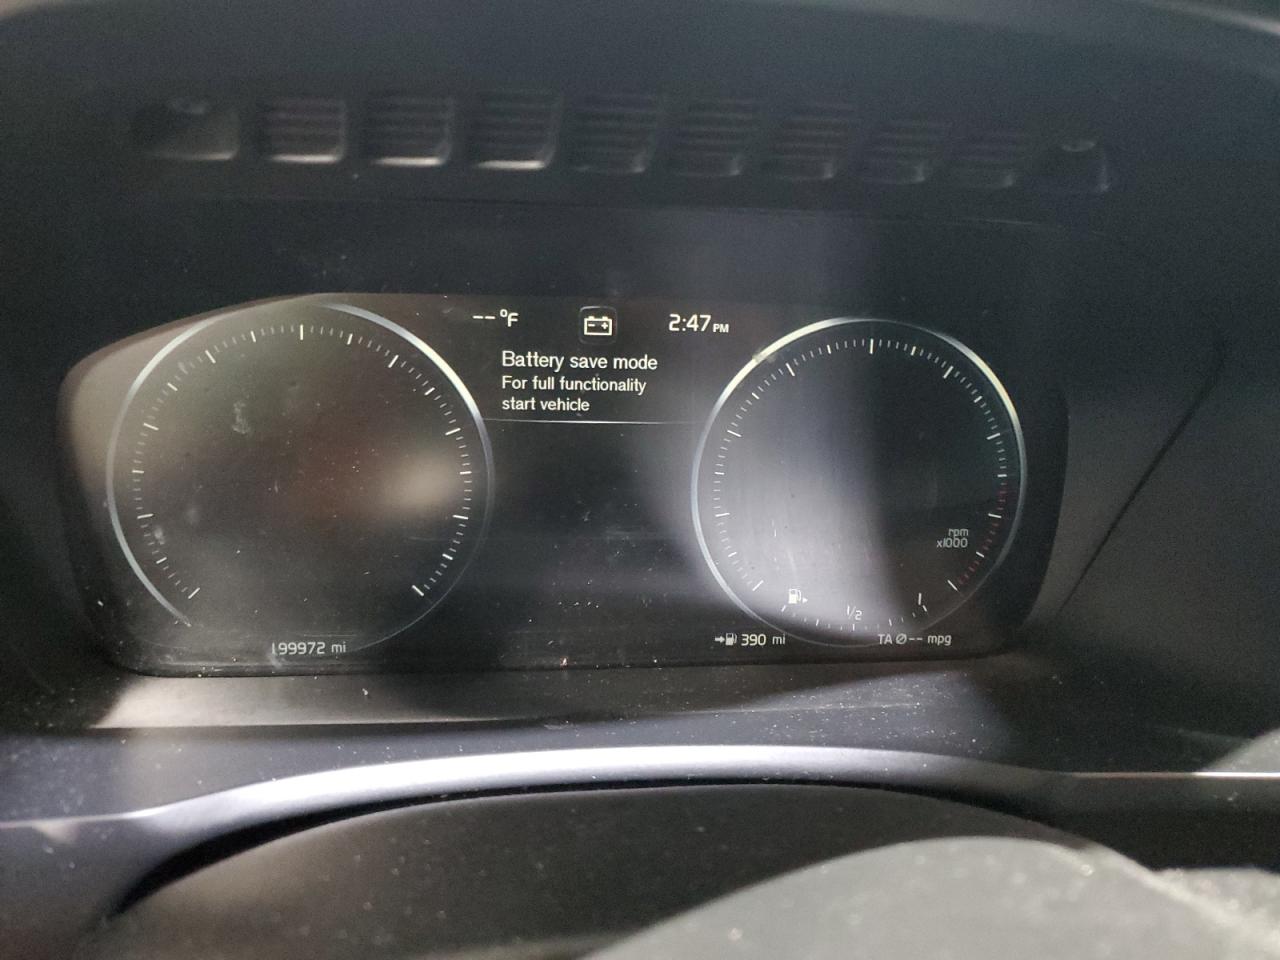 --°F
2:47 PM
Battery save mode
For full functionality
start vehicle
rpm
x1000
1/2
1
199972 mi
390 mi
TA Ø-- mpg